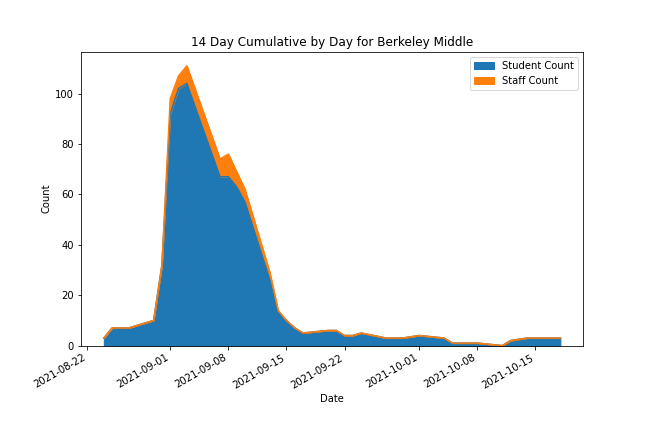 14 Day Cumulative by Day for Berkeley Middle
Student Count
Staff Count
100
80
60
40
20
0
Count
2021-08-22
2021-09-01
2021-09-08
2021-09-15
2021-09-22
2021-10-01
2021-10-08
2021-10-15
Date